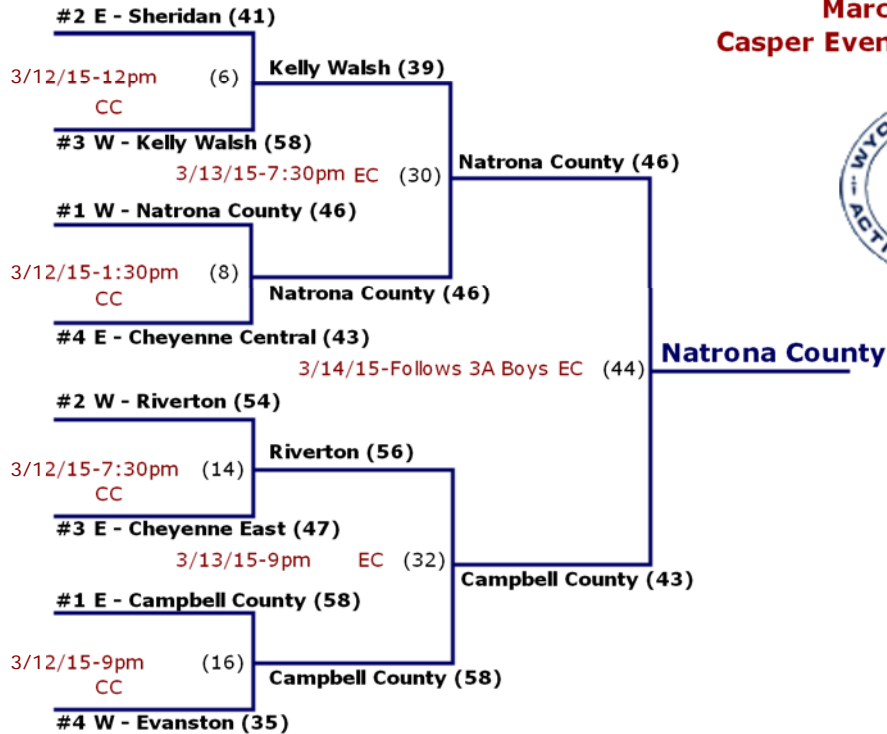 Marc
Casper Even
#2 E - Sheridan (41)
3/12/15-12pm (6)
CC
Kelly Walsh (39)
#3 W - Kelly Walsh (58)
3/13/15-7:30pm EC (30)
Natrona County (46)
#1 W - Natrona County (46)
3/12/15-1:30pm (8)
CC
Natrona County (46)
#4 E - Cheyenne Central (43)
3/14/15-Follows 3A Boys EC (44)
Natrona County
#2 W - Riverton (54)
3/12/15-7:30pm (14)
CC
Riverton (56)
#3 E - Cheyenne East (47)
3/13/15-9pm EC (32)
Campbell County (43)
#1 E - Campbell County (58)
3/12/15-9pm (16)
CC
Campbell County (58)
#4 W - Evanston (35)
WYO
ACTI